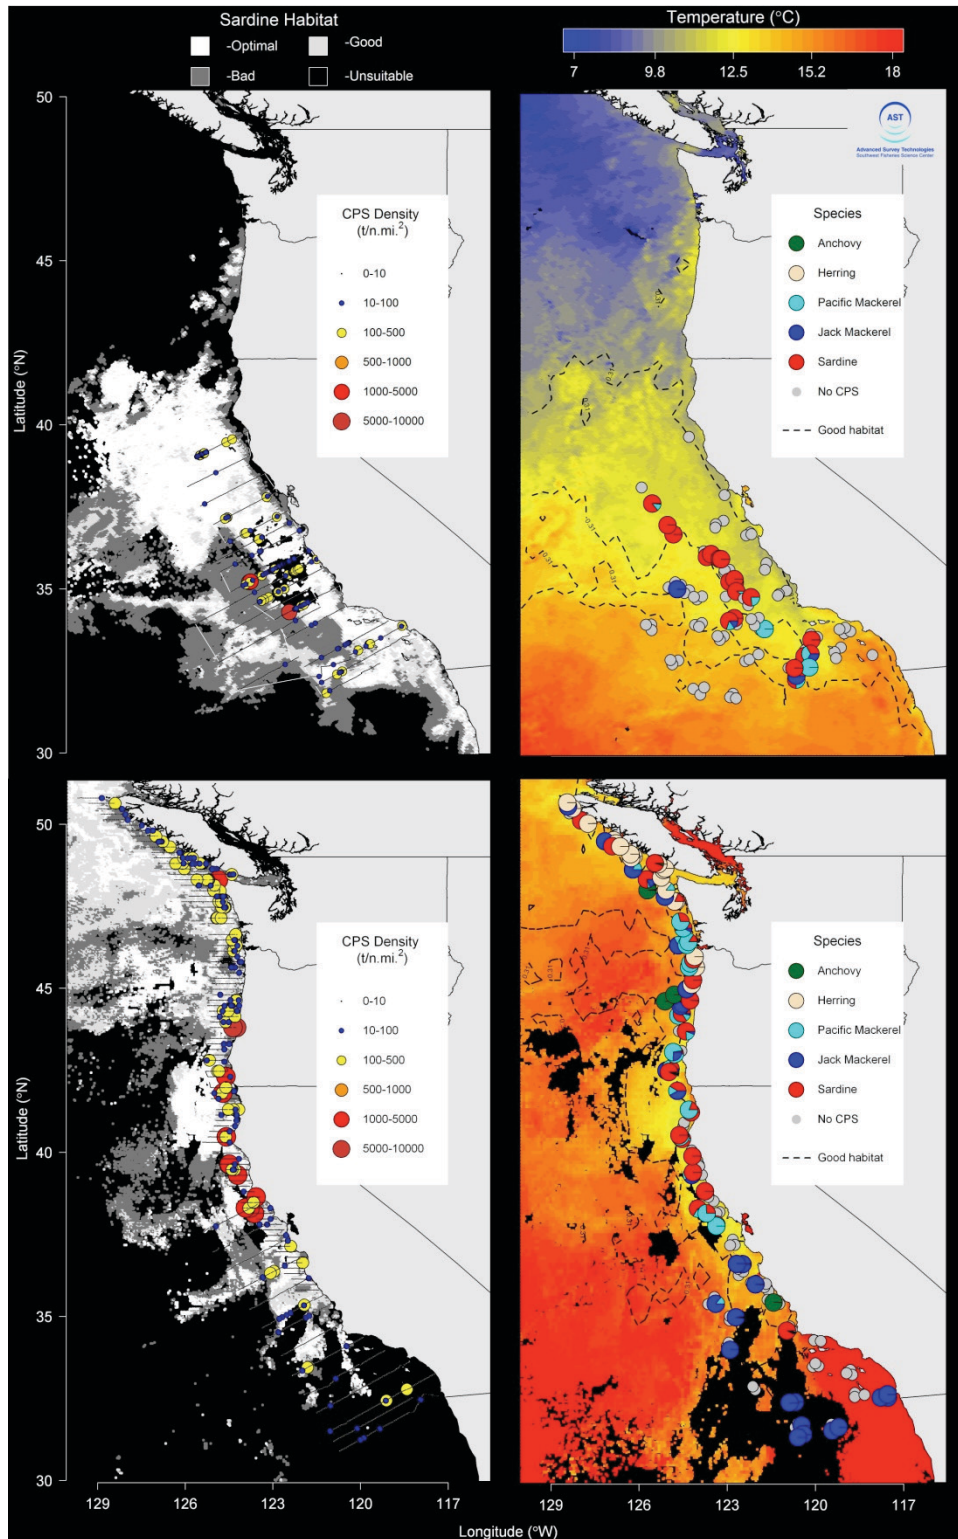 Sardine Habitat
-Optimal
-Good
-Bad
-Unsuitable
Temperature (°C)
7 9.8 12.5 15.2 18
50
45
40
35
30
Latitude (°N)
CPS Density
(t/n.mi.²)
0-10
10-100
100-500
500-1000
1000-5000
5000-10000
AST
Advanced Survey Technologies
Southwest Fisheries Science Center
Species
Anchovy
Herring
Pacific Mackerel
Jack Mackerel
Sardine
No CPS
Good habitat
50
45
40
35
30
Latitude (°N)
CPS Density
(t/n.mi.²)
0-10
10-100
100-500
500-1000
1000-5000
5000-10000
Species
Anchovy
Herring
Pacific Mackerel
Jack Mackerel
Sardine
No CPS
Good habitat
129 126 123 120 117
129 126 123 120 117
Longitude (°W)